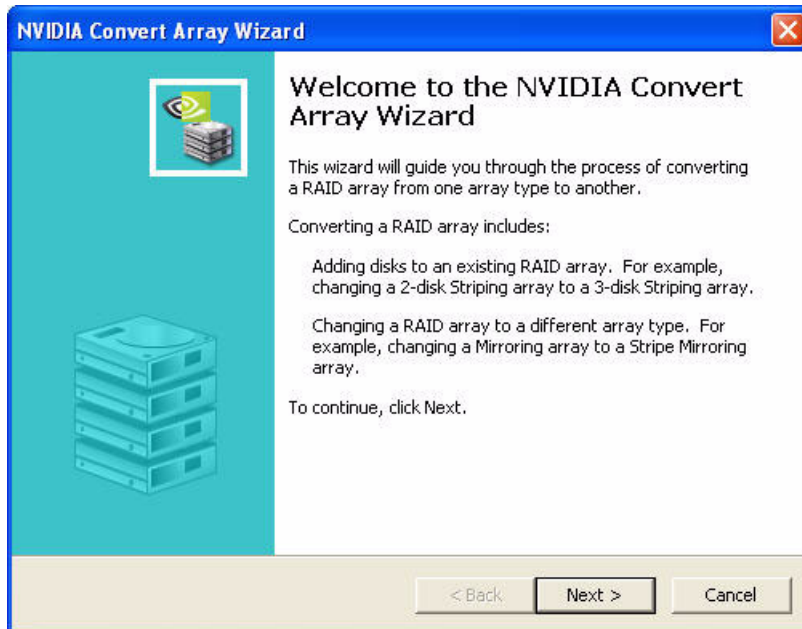 NVIDIA Convert Array Wizard
Welcome to the NVIDIA Convert
Array Wizard
This wizard will guide you through the process of converting
a RAID array from one array type to another.
Converting a RAID array includes:
Adding disks to an existing RAID array. For example,
changing a 2-disk Striping array to a 3-disk Striping array.
Changing a RAID array to a different array type. For
example, changing a Mirroring array to a Stripe Mirroring
array.
To continue, click Next.
< Back
Next >
Cancel